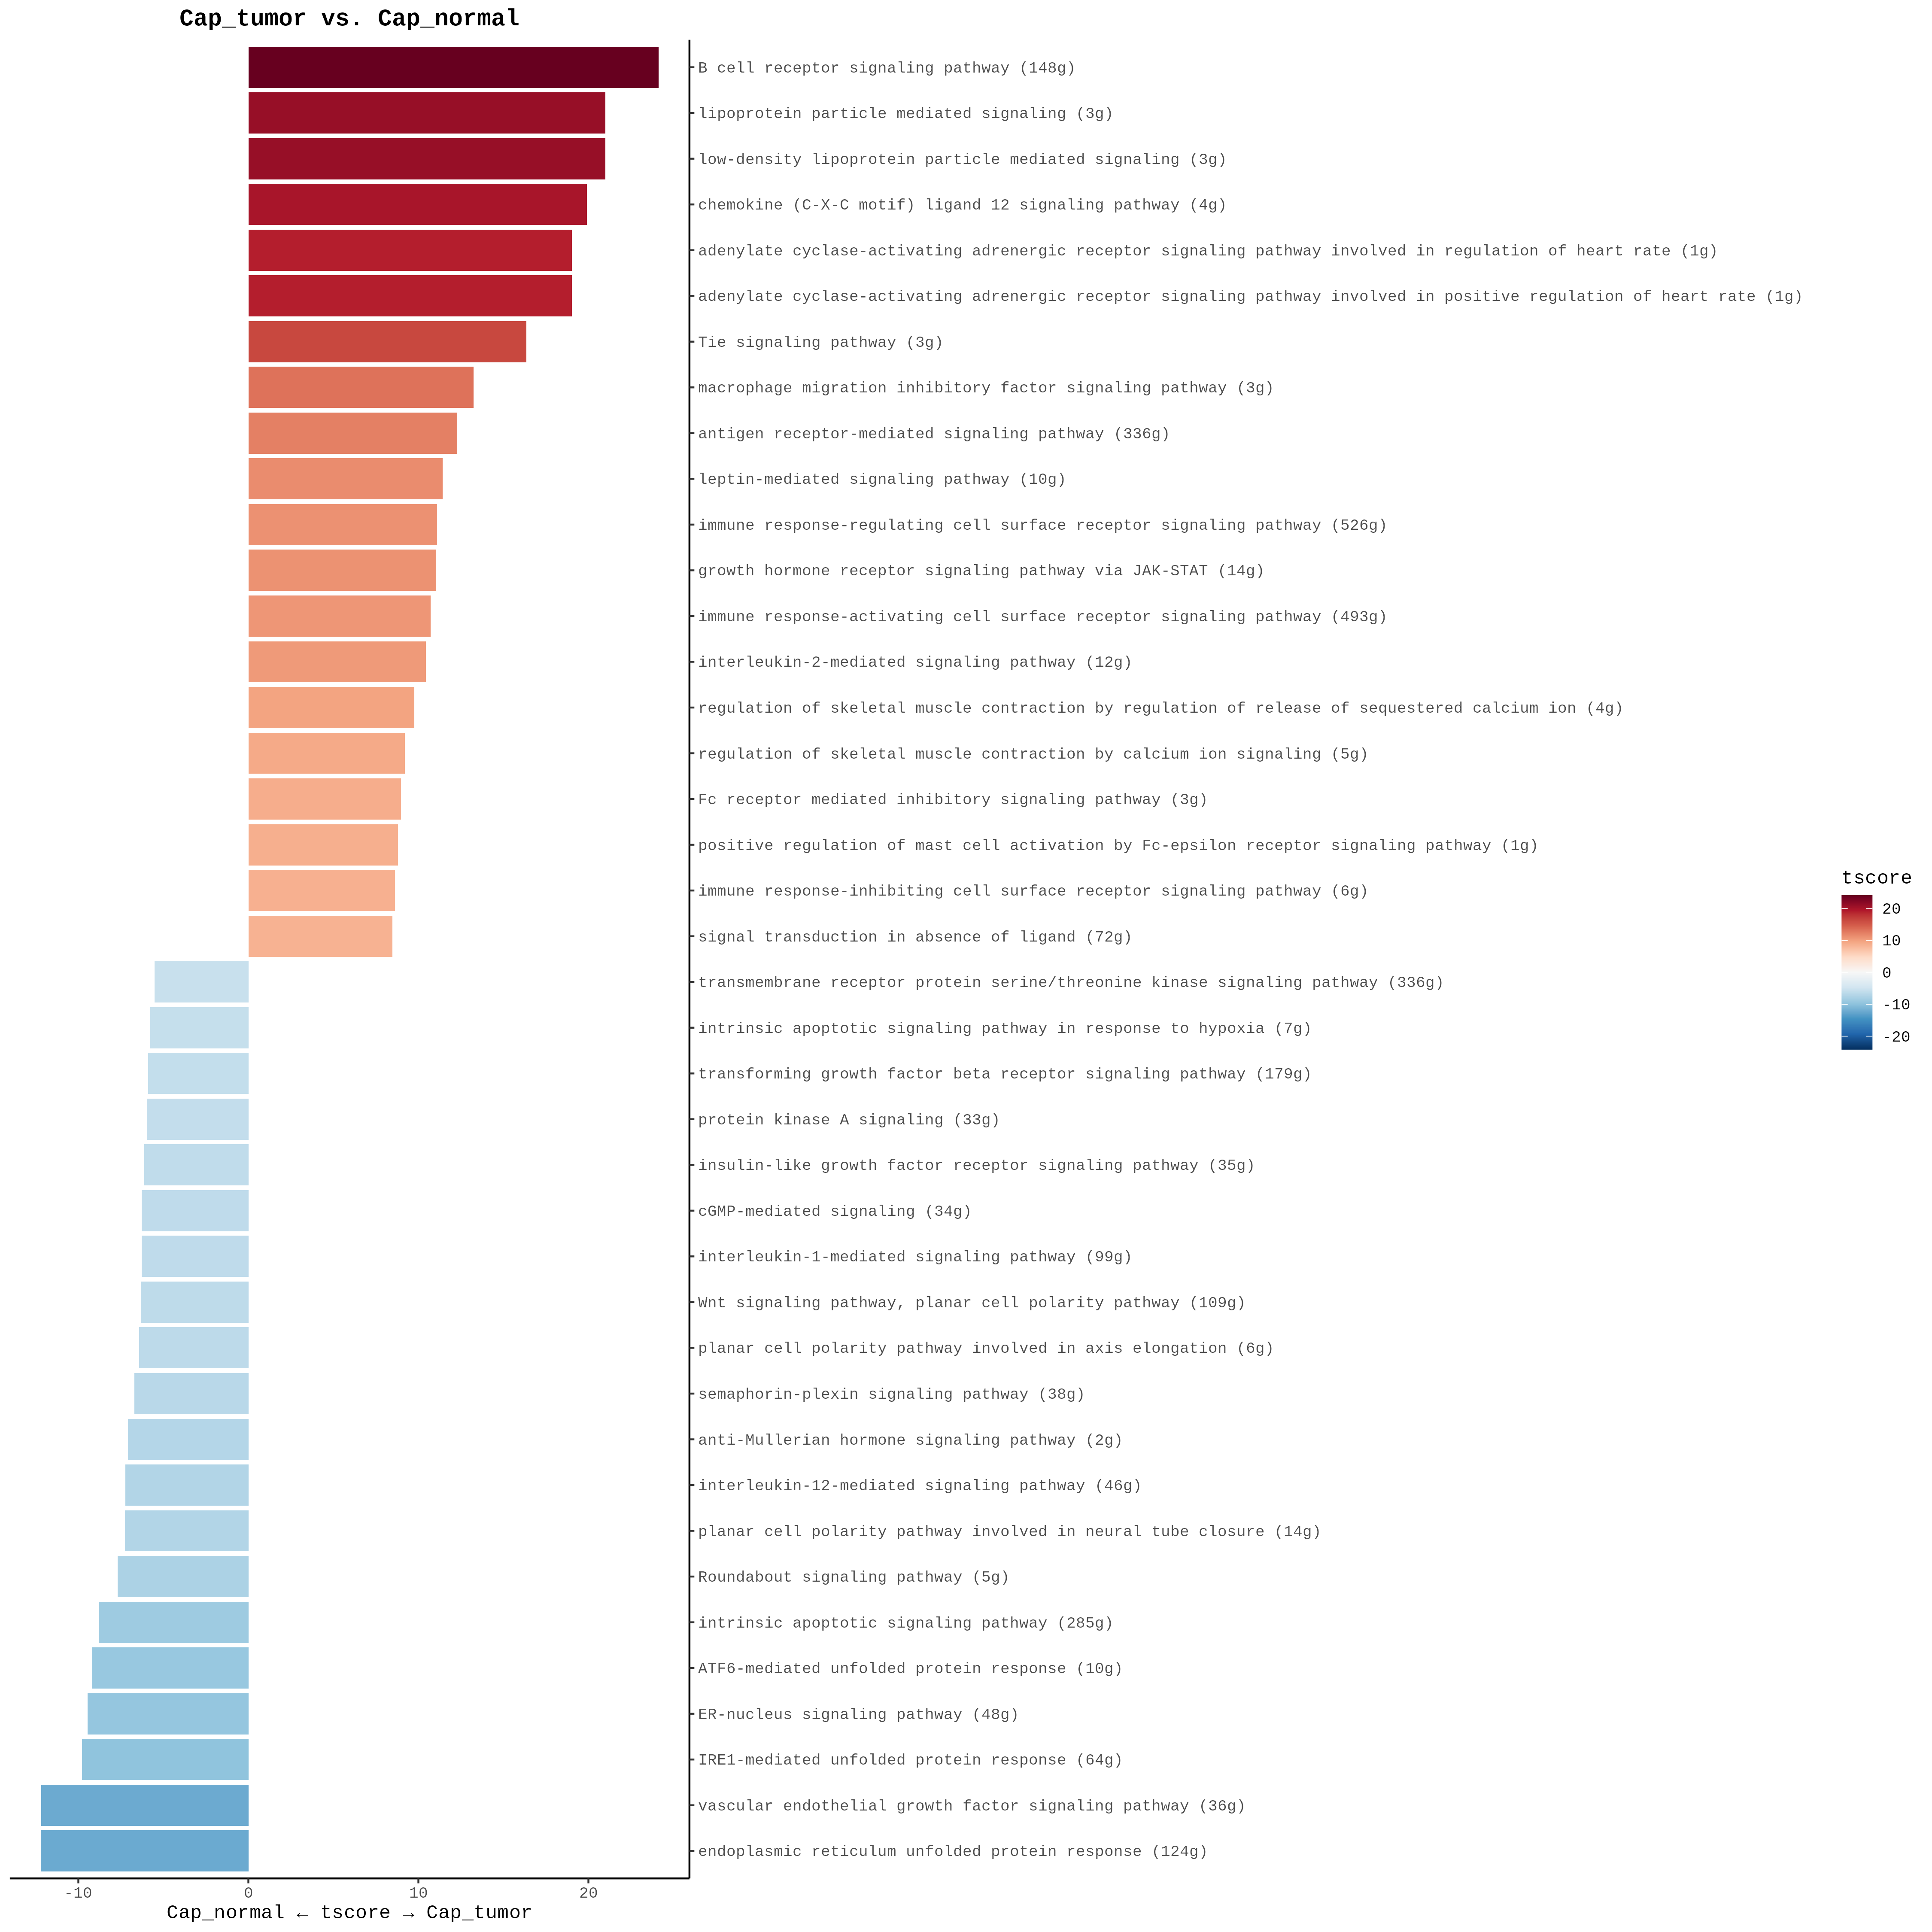 Cap_tumor vs. Cap_normal
B cell receptor signaling pathway (148g)
lipoprotein particle mediated signaling (3g)
low-density lipoprotein particle mediated signaling (3g)
chemokine (C-X-C motif) ligand 12 signaling pathway (4g)
adenylate cyclase-activating adrenergic receptor signaling pathway involved in regulation of heart rate (1g)
adenylate cyclase-activating adrenergic receptor signaling pathway involved in positive regulation of heart rate (1g)
Tie signaling pathway (3g)
macrophage migration inhibitory factor signaling pathway (3g)
antigen receptor-mediated signaling pathway (336g)
leptin-mediated signaling pathway (10g)
immune response-regulating cell surface receptor signaling pathway (526g)
growth hormone receptor signaling pathway via JAK-STAT (14g)
immune response-activating cell surface receptor signaling pathway (493g)
interleukin-2-mediated signaling pathway (12g)
regulation of skeletal muscle contraction by regulation of release of sequestered calcium ion (4g)
regulation of skeletal muscle contraction by calcium ion signaling (5g)
Fc receptor mediated inhibitory signaling pathway (3g)
positive regulation of mast cell activation by Fc-epsilon receptor signaling pathway (1g)
immune response-inhibiting cell surface receptor signaling pathway (6g)
signal transduction in absence of ligand (72g)
transmembrane receptor protein serine/threonine kinase signaling pathway (336g)
intrinsic apoptotic signaling pathway in response to hypoxia (7g)
transforming growth factor beta receptor signaling pathway (179g)
protein kinase A signaling (33g)
insulin-like growth factor receptor signaling pathway (35g)
cGMP-mediated signaling (34g)
interleukin-1-mediated signaling pathway (99g)
Wnt signaling pathway, planar cell polarity pathway (109g)
planar cell polarity pathway involved in axis elongation (6g)
semaphorin-plexin signaling pathway (38g)
anti-Mullerian hormone signaling pathway (2g)
interleukin-12-mediated signaling pathway (46g)
planar cell polarity pathway involved in neural tube closure (14g)
Roundabout signaling pathway (5g)
intrinsic apoptotic signaling pathway (285g)
ATF6-mediated unfolded protein response (10g)
ER-nucleus signaling pathway (48g)
IRE1-mediated unfolded protein response (64g)
vascular endothelial growth factor signaling pathway (36g)
endoplasmic reticulum unfolded protein response (124g)
-10 0 10 20
Cap_normal ← tscore → Cap_tumor
tscore
20
10
0
-10
-20